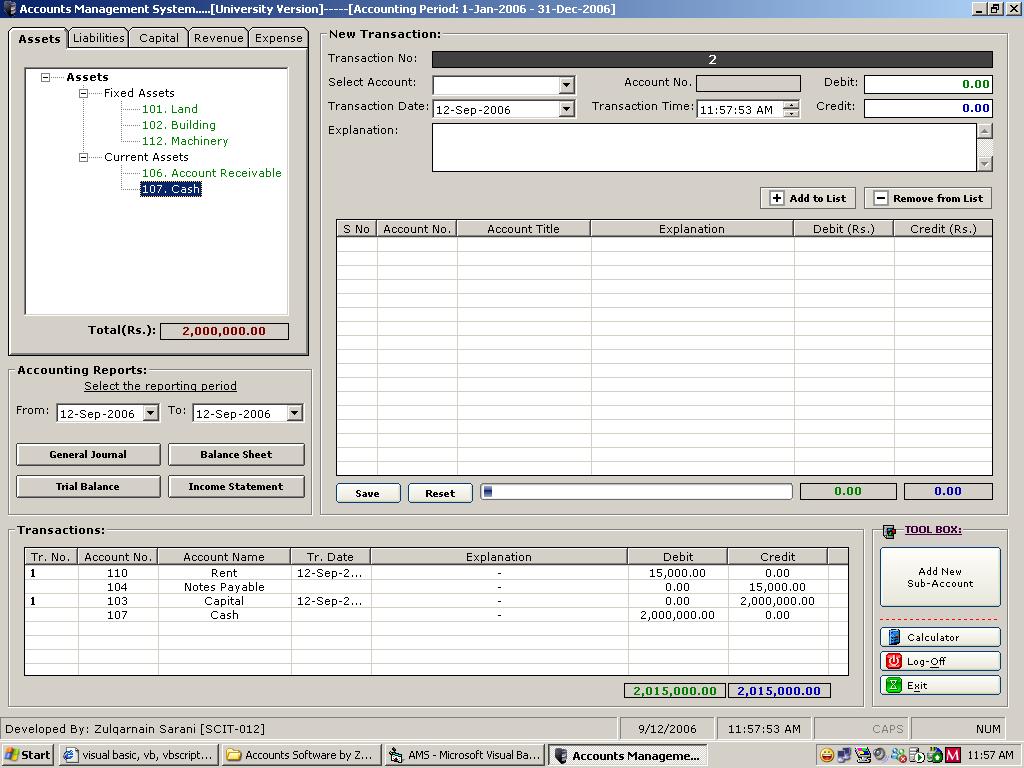 Accounts Management System.....[University Version]-----[Accounting Period: 1-Jan-2006 - 31-Dec-2006]
Assets Liabilities Capital Revenue Expense
Assets
Fixed Assets
101. Land
102. Building
112. Machinery
Current Assets
106. Account Receivable
107. Cash
Total(Rs.): 2,000,000.00
New Transaction:
Transaction No: 2
Select Account: Account No. Debit: 0.00
Transaction Date: 12-Sep-2006 Transaction Time: 11:57:53 AM Credit: 0.00
Explanation:
Add to List Remove from List
S No Account No. Account Title Explanation Debit (Rs.) Credit (Rs.)
Save Reset 0.00 0.00
Accounting Reports:
Select the reporting period
From: 12-Sep-2006 To: 12-Sep-2006
General Journal Balance Sheet
Trial Balance Income Statement
Transactions:
Tr. No. Account No. Account Name Tr. Date Explanation Debit Credit
1 110 Rent 12-Sep-2... - 15,000.00 0.00
104 Notes Payable - 0.00 15,000.00
1 103 Capital 12-Sep-2... - 0.00 2,000,000.00
107 Cash - 2,000,000.00 0.00
2,015,000.00 2,015,000.00
TOOL BOX:
Add New
Sub-Account
Calculator
Log-Off
Exit
Developed By: Zulqarnain Sarani [SCIT-012] 9/12/2006 11:57:53 AM CAPS NUM
Start visual basic, vb, vbscript... Accounts Software by Z... AMS - Microsoft Visual Ba... Accounts Manageme... M 11:57 AM